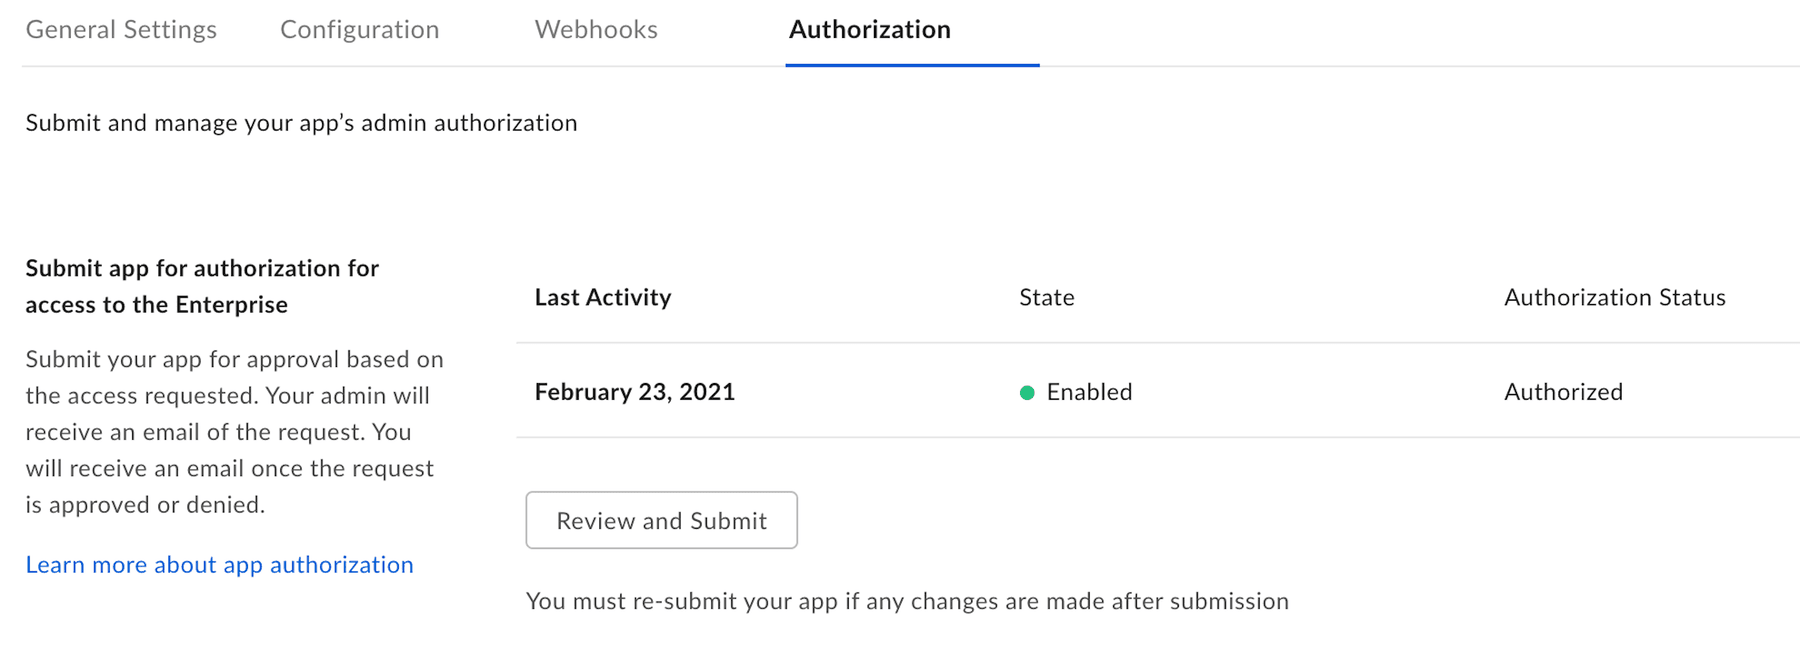 General Settings Configuration Webhooks Authorization
Submit and manage your app’s admin authorization
Submit app for authorization for
access to the Enterprise
Submit your app for approval based on
the access requested. Your admin will
receive an email of the request. You
will receive an email once the request
is approved or denied.
Learn more about app authorization
Last Activity State Authorization Status
February 23, 2021 Enabled Authorized
Review and Submit
You must re-submit your app if any changes are made after submission